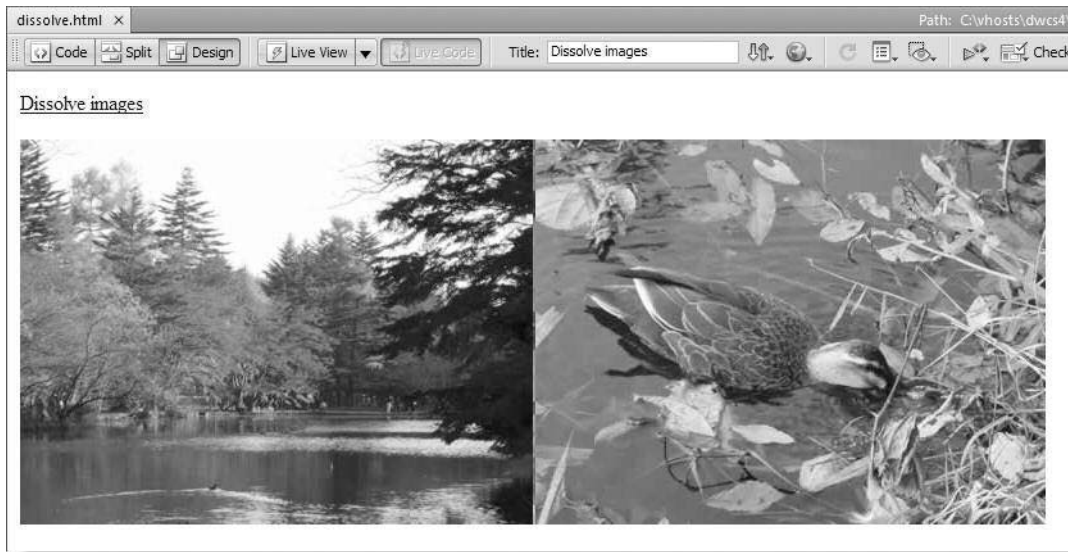 dissolve.html ×
Path: C:\vhosts\dwcs4\
Code Split Design Live View Live Code Title: Dissolve images Check
Dissolve images